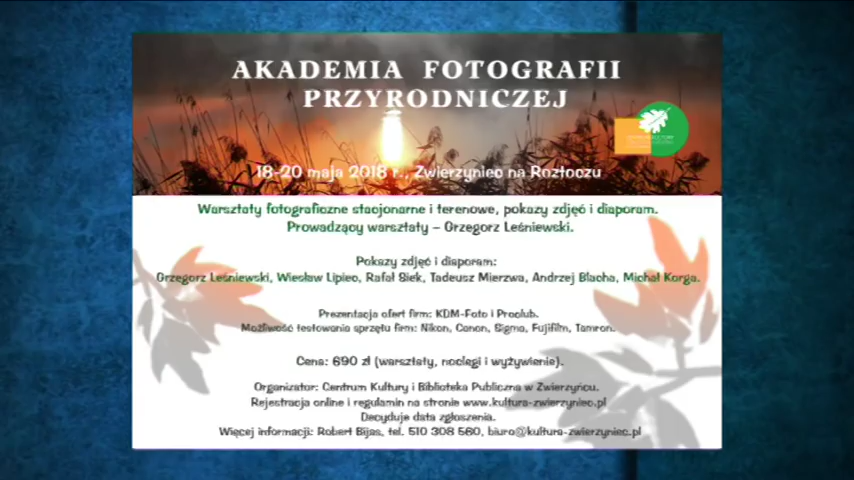 AKADEMIA FOTOGRAFII
PRZYRODNICZEJ
18-20 maja 2018 r., Zwierzyniec na Roztoczu
Warsztaty fotograficzne stacjonarne i terenowe, pokazy zdjęć i diaporam.
Prowadzący warsztaty – Grzegorz Leśniewski.
Pokazy zdjęć i diaporam:
Grzegorz Leśniewski, Wiesław Lipiec, Rafał Siek, Tadeusz Mierzwa, Andrzej Blacha, Michał Korga.
Prezentacja ofert firm: KDM-Foto i Proclub.
Możliwość testowania sprzętu firm: Nikon, Canon, Sigma, Fujifilm, Tamron.
Cena: 690 zł (warsztaty, noclegi i wyżywienie).
Organizator: Centrum Kultury i Biblioteka Publiczna w Zwierzyńcu.
Rejestracja online i regulamin na stronie www.kultura-zwierzyniec.pl
Decyduje data zgłoszenia.
Więcej informacji: Robert Bijas, tel. 510 308 560, biuro@kultura-zwierzyniec.pl